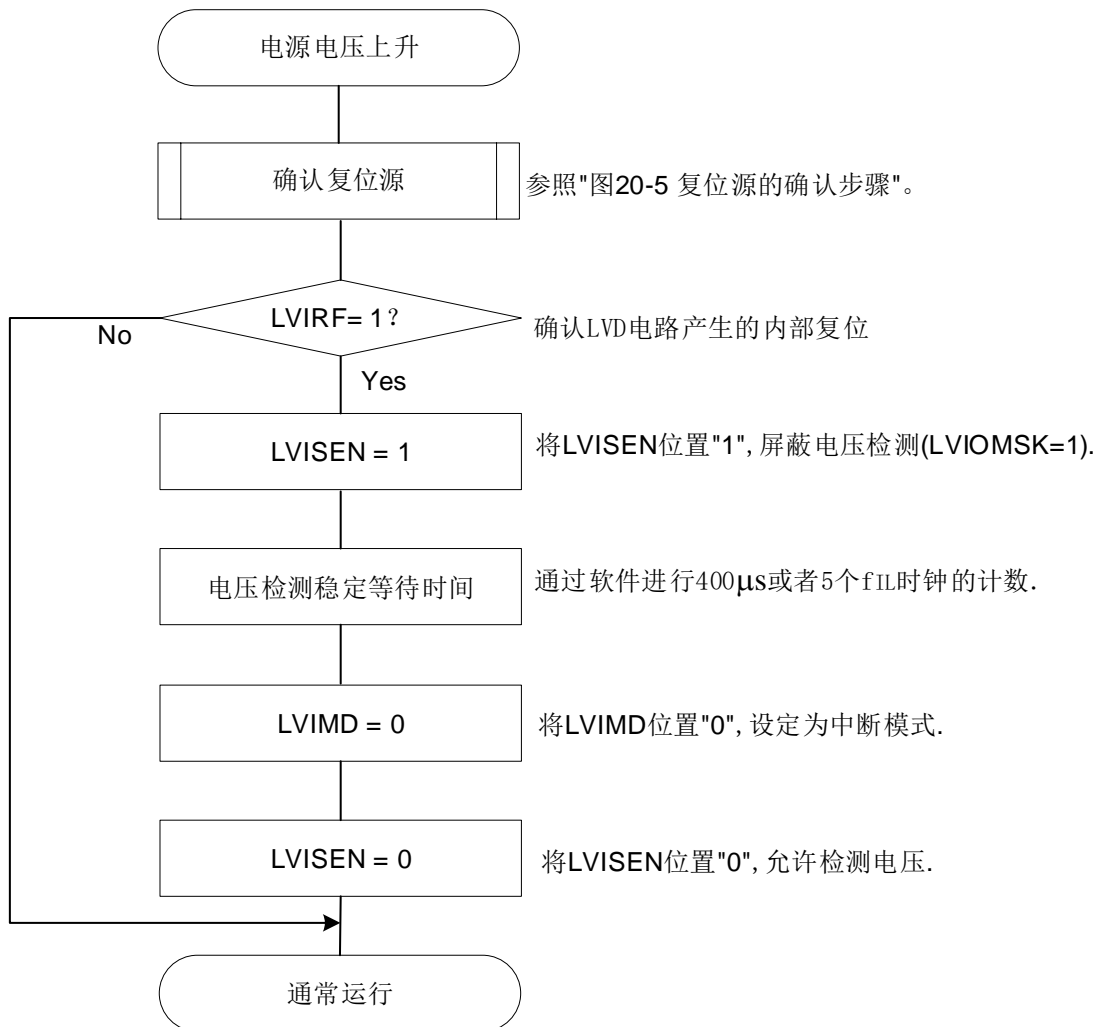 电源电压上升
确认复位源
参照"图20-5 复位源的确认步骤"。
LVIRF= 1?
No
确认LVD电路产生的内部复位
Yes
LVISEN = 1
将LVISEN位置"1", 屏蔽电压检测(LVIOMSK=1).
电压检测稳定等待时间
通过软件进行400μs或者5个fIL时钟的计数.
LVIMD = 0
将LVIMD位置"0", 设定为中断模式.
LVISEN = 0
将LVISEN位置"0", 允许检测电压.
通常运行